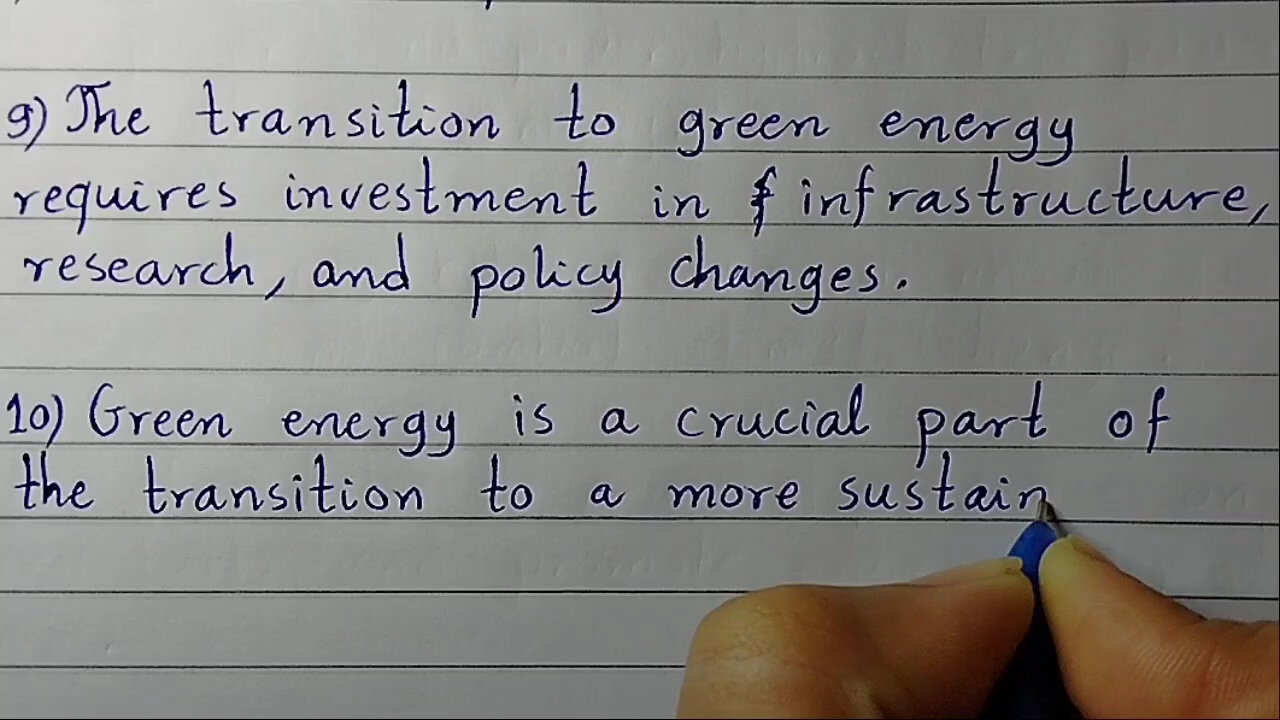 9) The transition to green energy
requires investment in f infrastructure,
research, and policy changes.
10) Green energy is a crucial part of
the transition to a more sustain